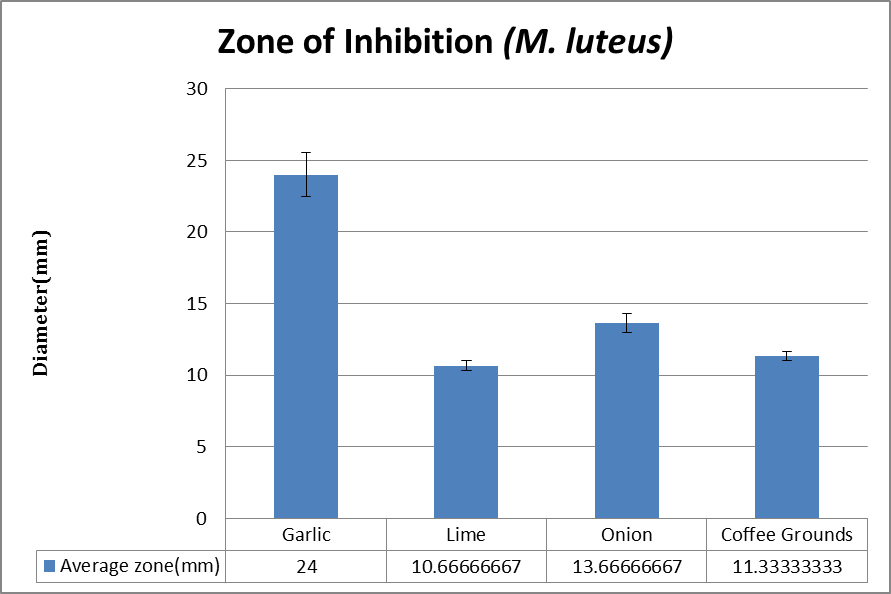 Zone of Inhibition (M. luteus)
30
25
20
15
10
5
0
Diameter(mm)
Garlic Lime Onion Coffee Grounds
Average zone(mm) 24 10.66666667 13.66666667 11.33333333